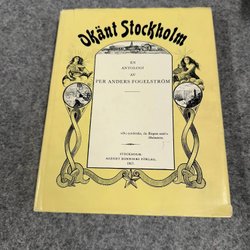 Okänt Stockholm
EN
ANTOLOGI
AV
PER ANDERS FOGELSTRÖM
STOCKHOLM
ALBERT BONNIERS FÖRLAG.